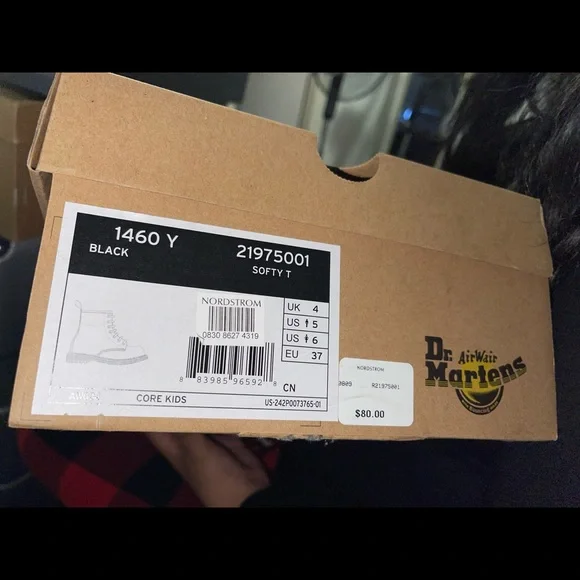 1460 Y
21975001
BLACK
SOFTY T
NORDSTROM
0830 8627 4319
8 83985 96592 8
UK 4
US 5
US 6
EU 37
CN
CORE KIDS
US-242P0073765-01
NORDSTROM
R21975001
$80.00
Dr.
AirWair
Martens